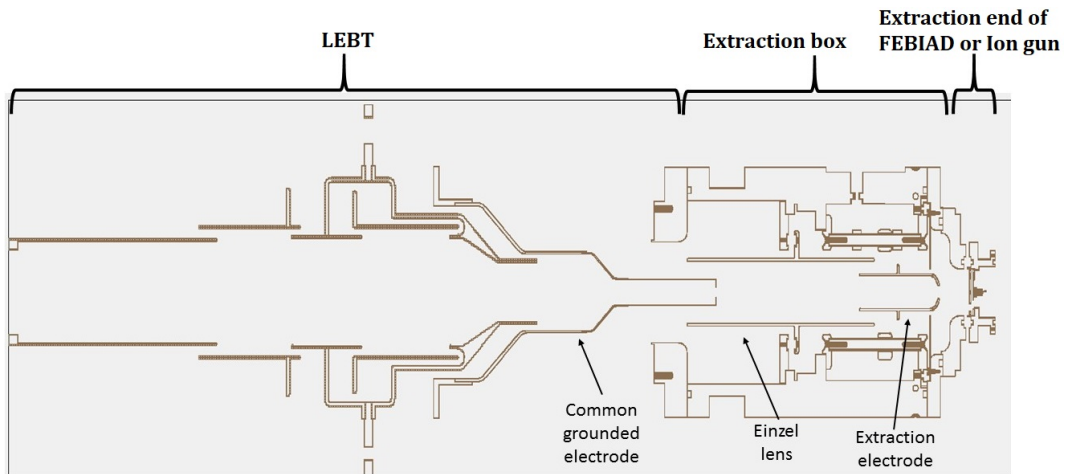 LEBT
Extraction box
Extraction end of
FEBIAD or Ion gun
Common
grounded
electrode
Einzel
lens
Extraction
electrode